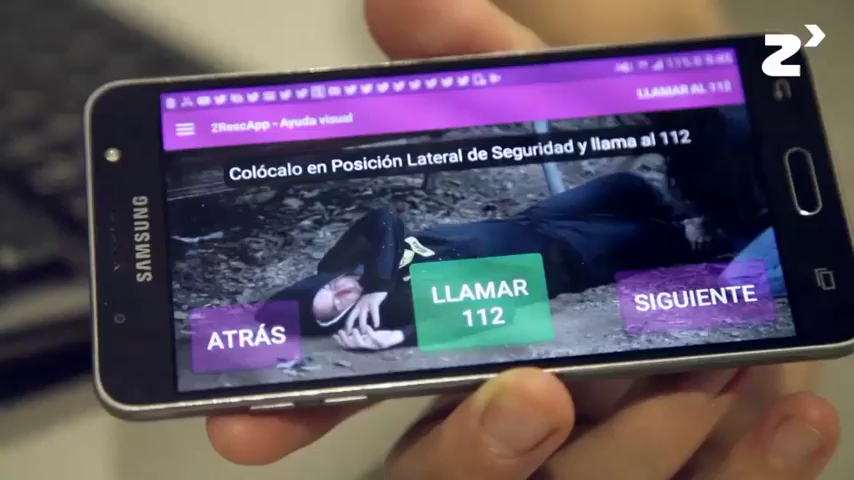 2
LLAMAR AL 112
2RescApp - Ayuda visual
Colócalo en Posición Lateral de Seguridad y llama al 112
SAMSUNG
ATRÁS
LLAMAR
112
SIGUIENTE